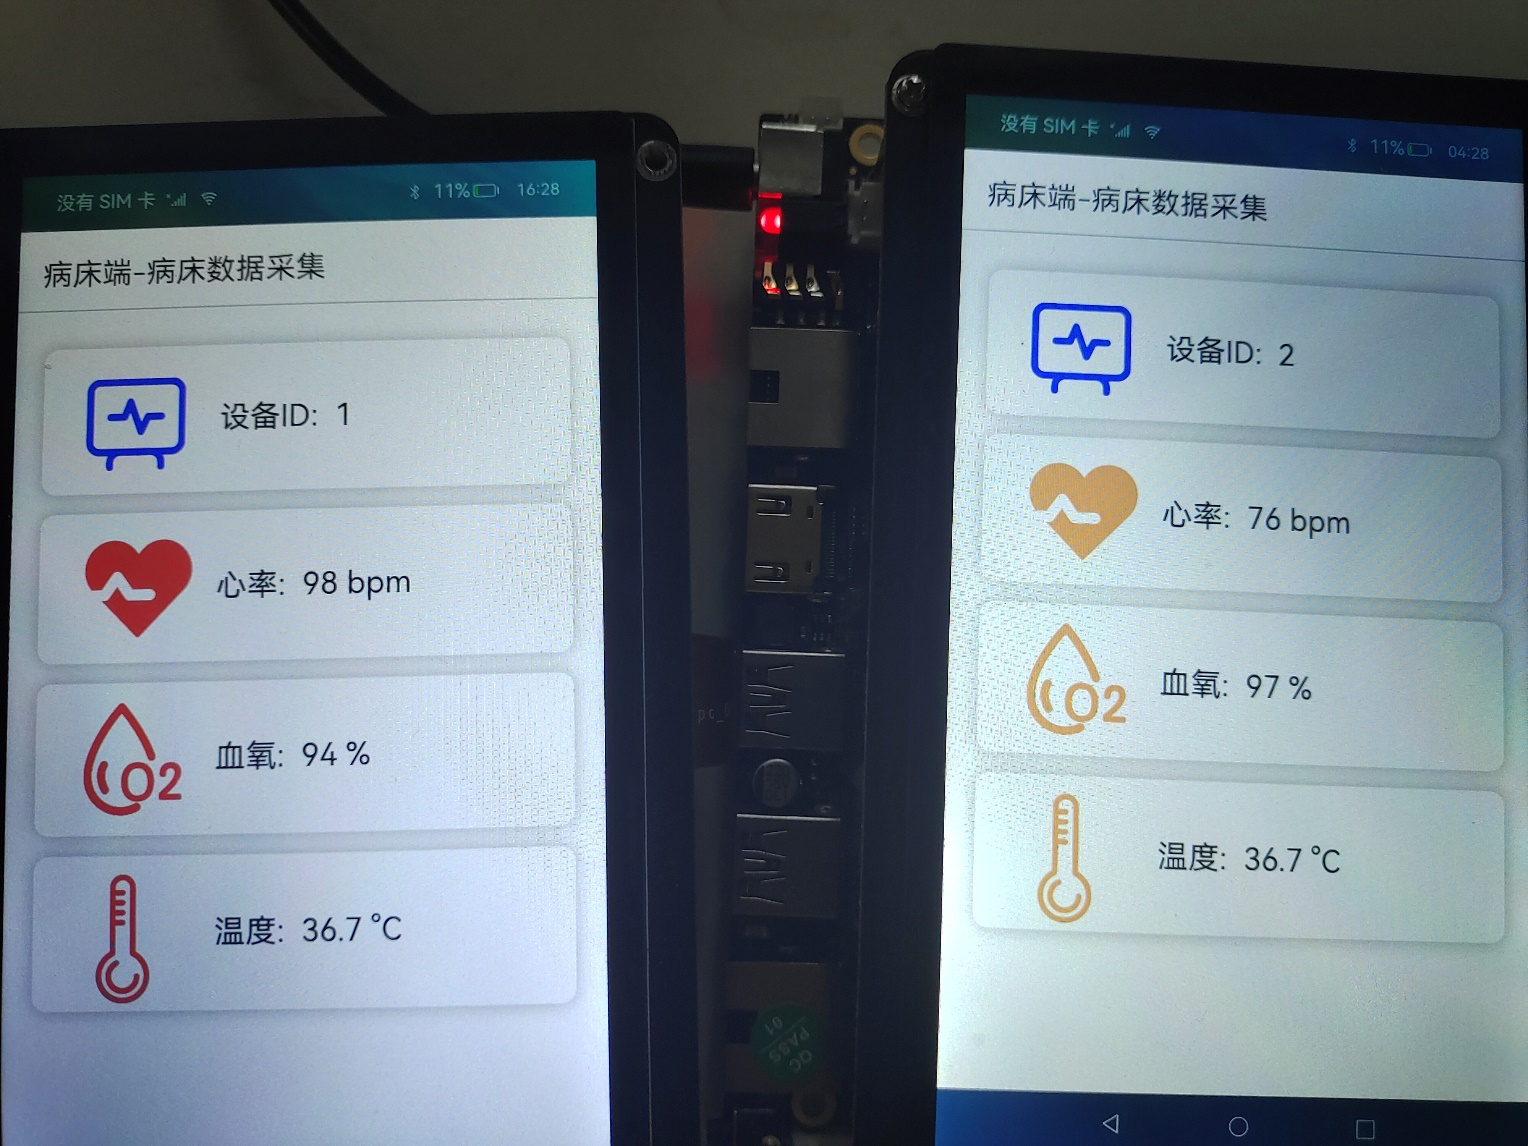 没有 SIM 卡
11%
16:28
病床端-病床数据采集
设备ID: 1
心率: 98 bpm
O2
血氧: 94 %
温度: 36.7 °C
没有 SIM 卡
11%
04:28
病床端-病床数据采集
设备ID: 2
心率: 76 bpm
O2
血氧: 97 %
温度: 36.7 °C
QC
PASS
01